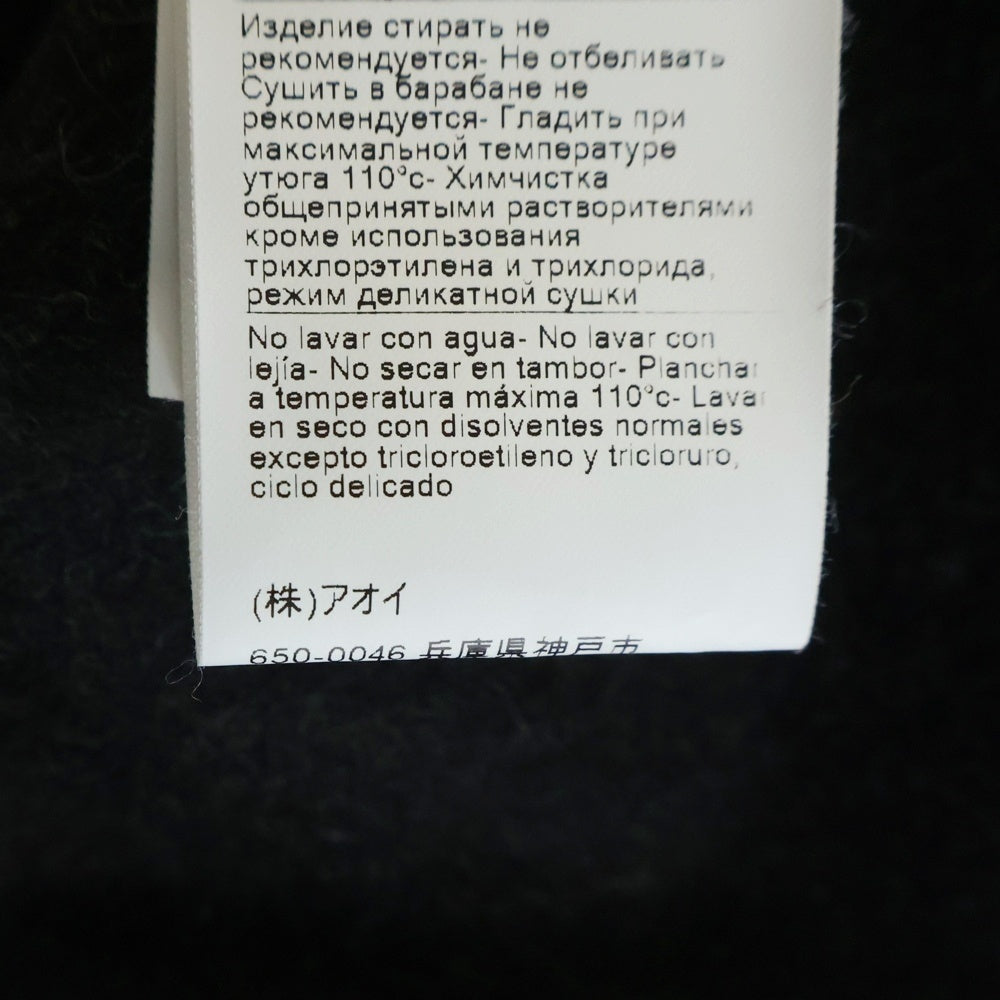 Изделие стирать не
рекомендуется- Не отбеливать
Сушить в барабане не
рекомендуется- Гладить при
максимальной температуре
утюга 110°с- Химчистка
общепринятыми растворителями
кроме использования
трихлорэтилена и трихлорида,
режим деликатной сушки
No lavar con agua- No lavar con
lejía- No secar en tambor- Planchar
a temperatura máxima 110°c- Lavar
en seco con disolventes normales
excepto tricloroetileno y tricloruro,
ciclo delicado
(株)アオイ
650-0046 兵庫県神戸市